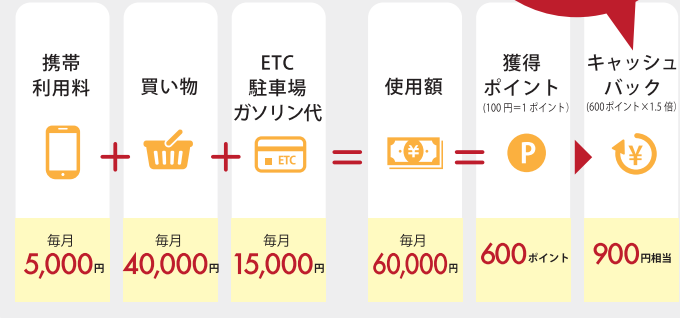 携帯
利用料
毎月
5,000円
+
買い物
毎月
40,000円
+
ETC
駐車場
ガソリン代
ETC
毎月
15,000円
=
使用額
¥
毎月
60,000円
=
獲得
ポイント
(100円=1ポイント)
P
600ポイント
キャッシュ
バック
(600ポイント×1.5倍)
¥
900円相当